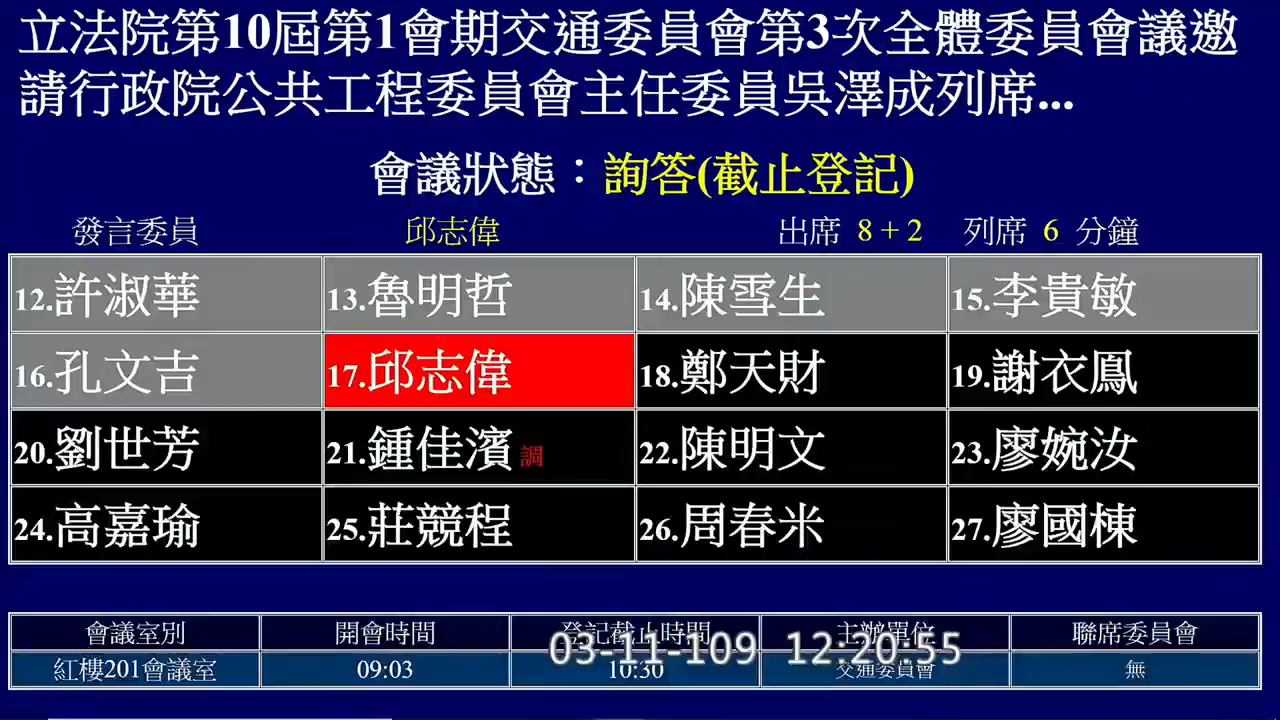 立法院第10屆第1會期交通委員會第3次全體委員會議邀
請行政院公共工程委員會主任委員吳澤成列席...
會議狀態：詢答(截止登記)
發言委員 邱志偉 出席 8 + 2 列席 6 分鐘
12.許淑華 13.魯明哲 14.陳雪生 15.李貴敏
16.孔文吉 17.邱志偉 18.鄭天財 19.謝衣鳳
20.劉世芳 21.鍾佳濱 調 22.陳明文 23.廖婉汝
24.高嘉瑜 25.莊競程 26.周春米 27.廖國棟
會議室別 開會時間 登記截止時間 主辦單位 聯席委員會
03-11-109 12:20:55
紅樓201會議室 09:03 10:30 交通委員會 無